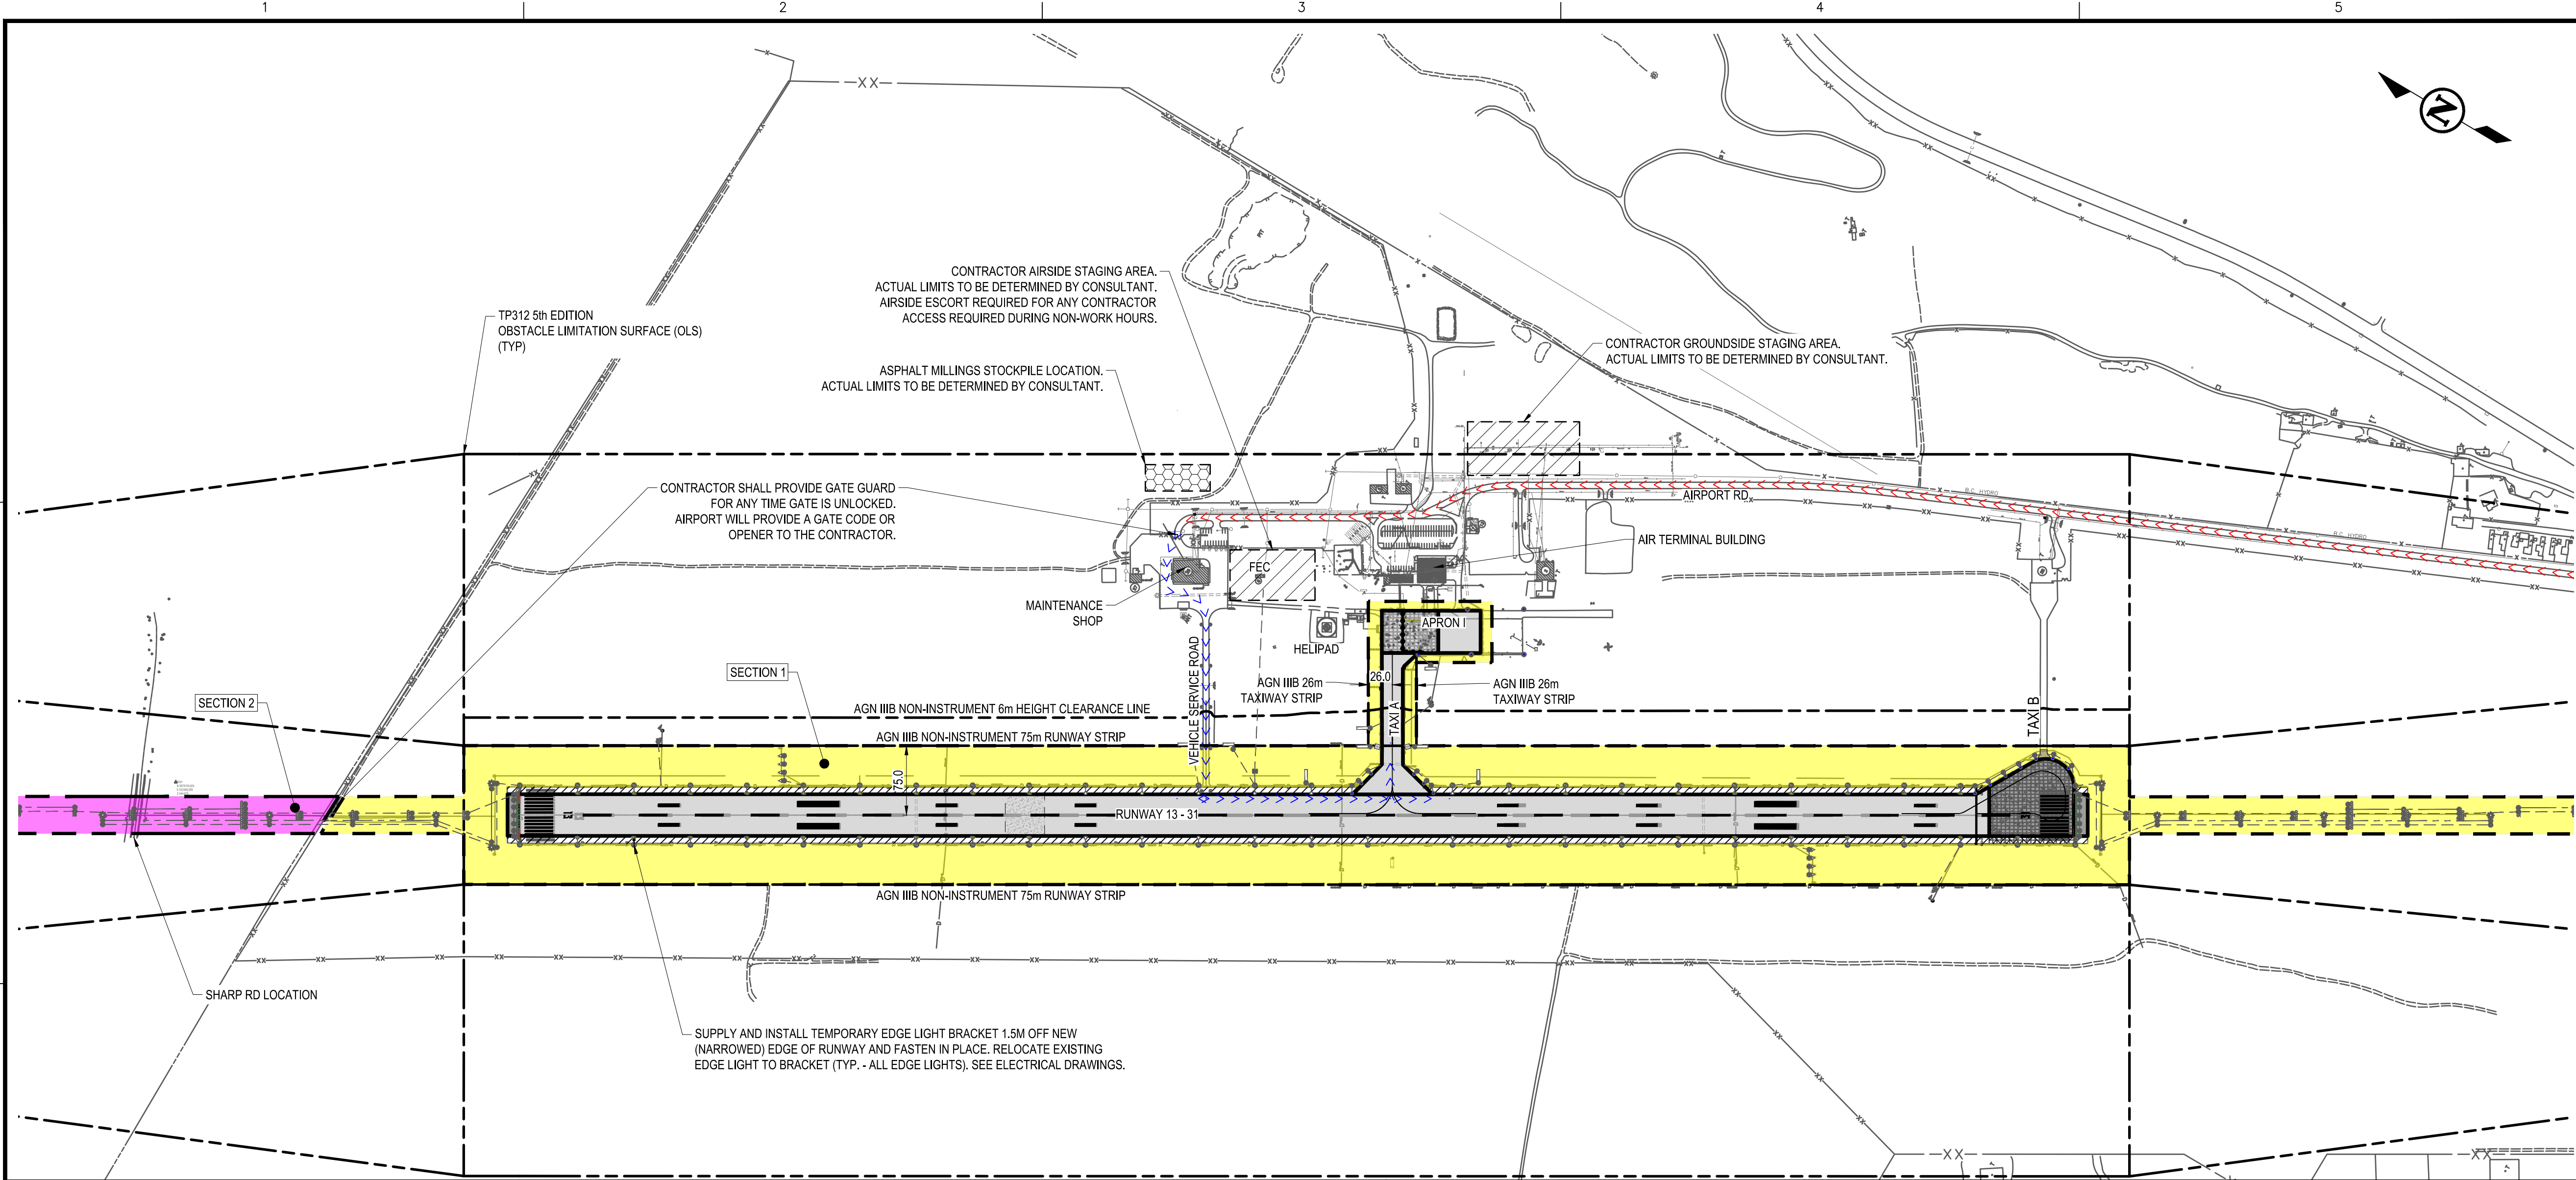 1
2
3
4
5
N
XX
TP312 5th EDITION
OBSTACLE LIMITATION SURFACE (OLS)
(TYP)
CONTRACTOR AIRSIDE STAGING AREA.
ACTUAL LIMITS TO BE DETERMINED BY CONSULTANT.
AIRSIDE ESCORT REQUIRED FOR ANY CONTRACTOR
ACCESS REQUIRED DURING NON-WORK HOURS.
ASPHALT MILLINGS STOCKPILE LOCATION.
ACTUAL LIMITS TO BE DETERMINED BY CONSULTANT.
CONTRACTOR GROUNDSIDE STAGING AREA.
ACTUAL LIMITS TO BE DETERMINED BY CONSULTANT.
CONTRACTOR SHALL PROVIDE GATE GUARD
FOR ANY TIME GATE IS UNLOCKED.
AIRPORT WILL PROVIDE A GATE CODE OR
OPENER TO THE CONTRACTOR.
AIRPORT RD.
B.C. HYDRO
B.C. HYDRO
AIR TERMINAL BUILDING
FEC
MAINTENANCE
SHOP
APRON I
HELIPAD
VEHICLE SERVICE ROAD
SECTION 1
SECTION 2
AGN IIIB 26m
TAXIWAY STRIP
26.0
AGN IIIB 26m
TAXIWAY STRIP
TAXI A
TAXI B
AGN IIIB NON-INSTRUMENT 6m HEIGHT CLEARANCE LINE
AGN IIIB NON-INSTRUMENT 75m RUNWAY STRIP
75.0
13
RUNWAY 13 - 31
31
AGN IIIB NON-INSTRUMENT 75m RUNWAY STRIP
SHARP RD LOCATION
SUPPLY AND INSTALL TEMPORARY EDGE LIGHT BRACKET 1.5M OFF NEW
(NARROWED) EDGE OF RUNWAY AND FASTEN IN PLACE. RELOCATE EXISTING
EDGE LIGHT TO BRACKET (TYP. - ALL EDGE LIGHTS). SEE ELECTRICAL DRAWINGS.
XX
XX